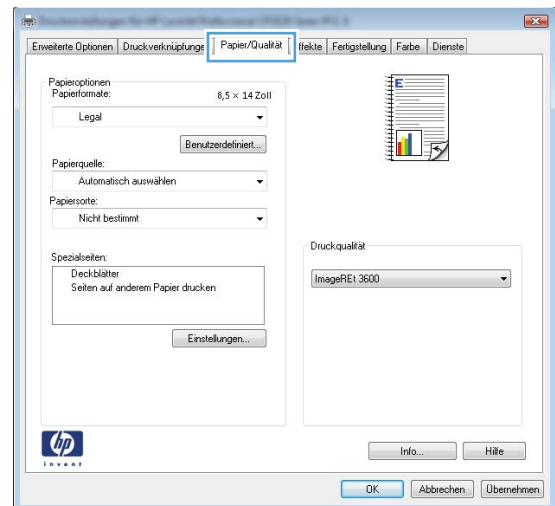 Erweiterte Optionen Druckverknüpfunge Papier/Qualität ffekte Fertigstellung Farbe Dienste
Papieroptionen
Papierformate: 8,5 × 14 Zoll
Legal
Benutzerdefiniert...
Papierquelle:
Automatisch auswählen
Papiersorte:
Nicht bestimmt
Spezialseiten:
Deckblätter
Seiten auf anderem Papier drucken
Einstellungen...
E
Druckqualität
ImageREt 3600
hp
invent
Info... Hilfe
OK Abbrechen Übernehmen